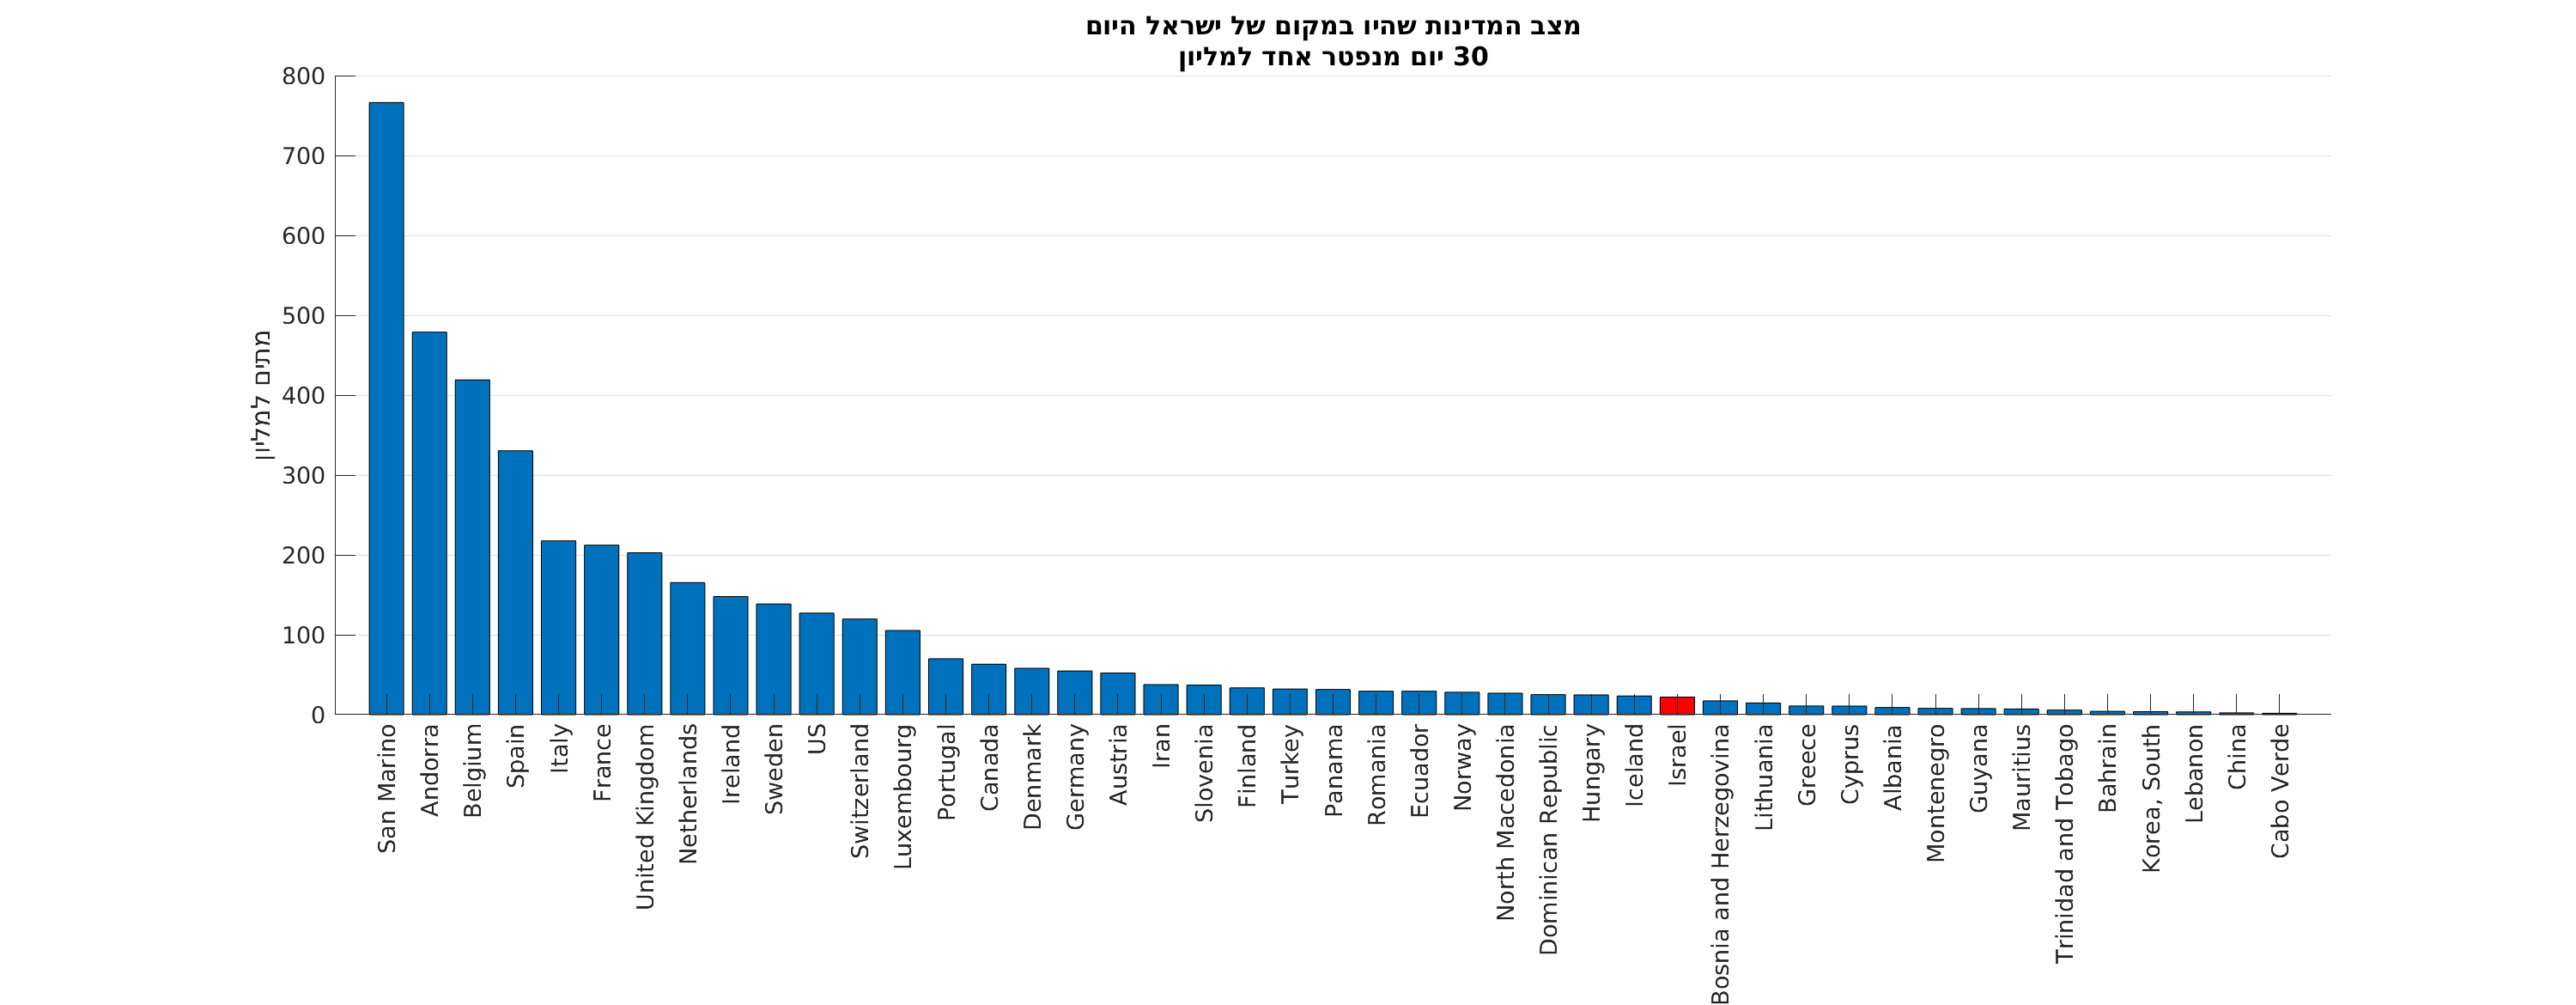 מצב המדינות שהיו במקום של ישראל היום
30 יום מנפטר אחד למליון
מתים למליון
800
700
600
500
400
300
200
100
0
San Marino
Andorra
Belgium
Spain
Italy
France
United Kingdom
Netherlands
Ireland
Sweden
US
Switzerland
Luxembourg
Portugal
Canada
Denmark
Germany
Austria
Iran
Slovenia
Finland
Turkey
Panama
Romania
Ecuador
Norway
North Macedonia
Dominican Republic
Hungary
Iceland
Israel
Bosnia and Herzegovina
Lithuania
Greece
Cyprus
Albania
Montenegro
Guyana
Mauritius
Trinidad and Tobago
Bahrain
Korea, South
Lebanon
China
Cabo Verde